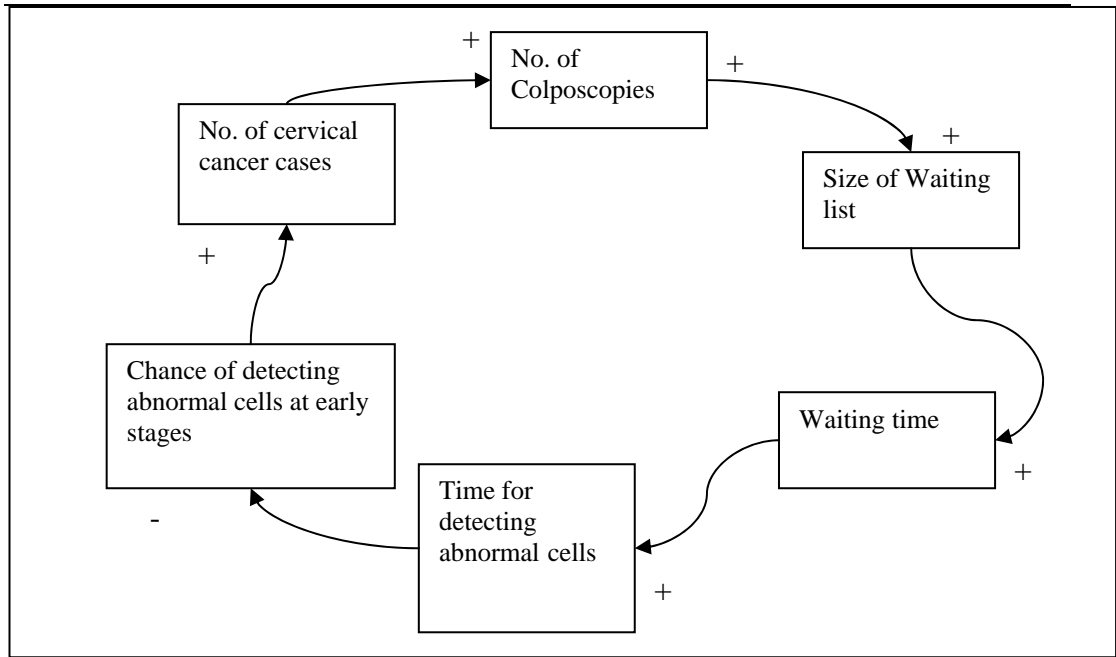 +
No. of
Colposcopies
+
No. of cervical
cancer cases
+
Size of Waiting
list
+
Chance of detecting
abnormal cells at early
stages
Waiting time
+
Time for
detecting
abnormal cells
-
+